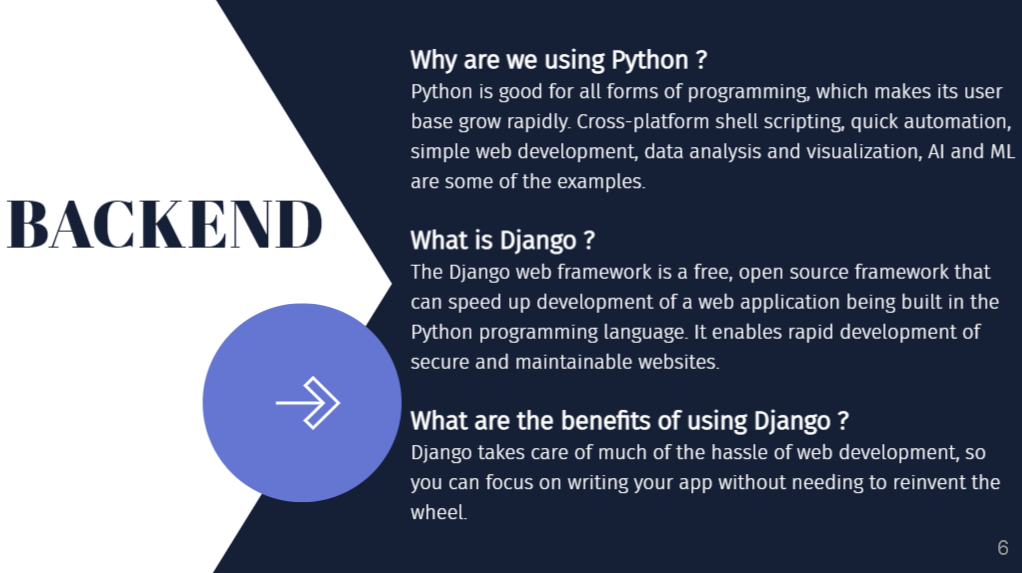 BACKEND
Why are we using Python ?
Python is good for all forms of programming, which makes its user
base grow rapidly. Cross-platform shell scripting, quick automation,
simple web development, data analysis and visualization, AI and ML
are some of the examples.
What is Django ?
The Django web framework is a free, open source framework that
can speed up development of a web application being built in the
Python programming language. It enables rapid development of
secure and maintainable websites.
What are the benefits of using Django ?
Django takes care of much of the hassle of web development, so
you can focus on writing your app without needing to reinvent the
wheel.
6